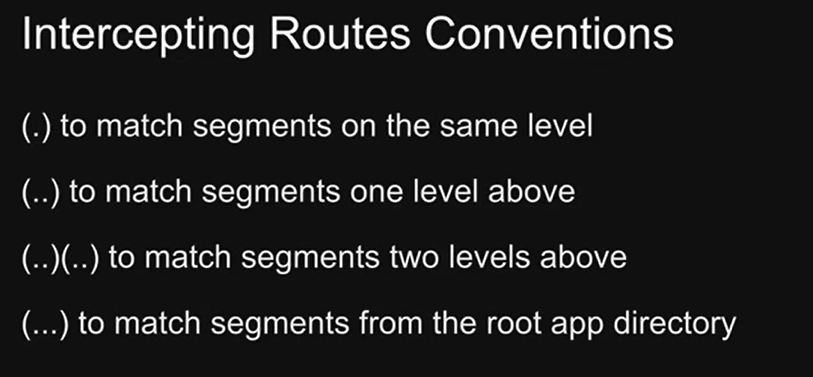 Intercepting Routes Conventions
(.) to match segments on the same level
(..) to match segments one level above
(..)(..) to match segments two levels above
(...) to match segments from the root app directory